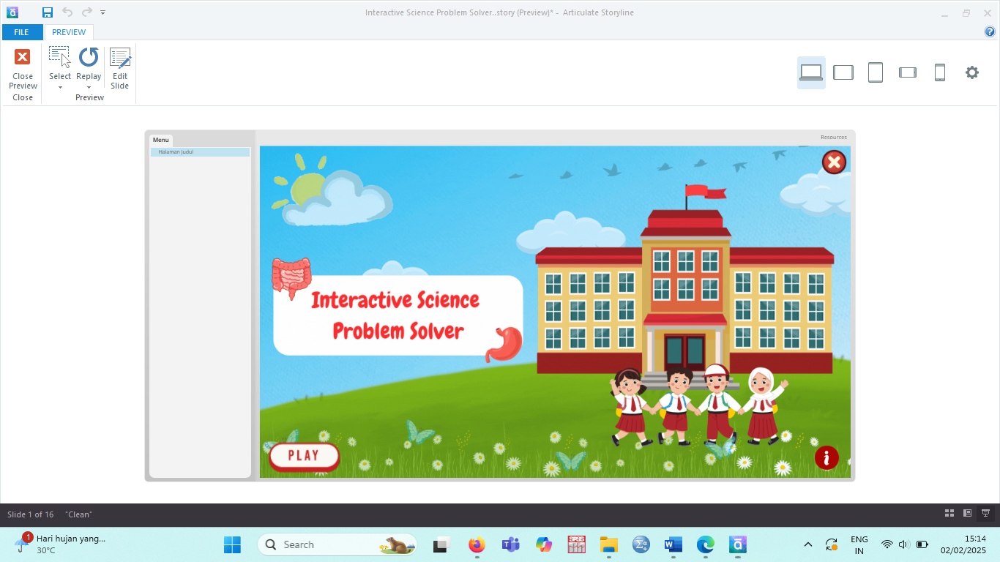 Interactive Science Problem Solver..story (Preview)* - Articulate Storyline
FILE
PREVIEW
Close Preview
Select
Replay
Edit Slide
Close
Preview
Menu
Resources
Halaman Judul
Interactive Science
Problem Solver
PLAY
i
Slide 1 of 16
"Clean"
1
Hari hujan yang...
30°C
Search
SPSS
ENG
IN
15:14
02/02/2025